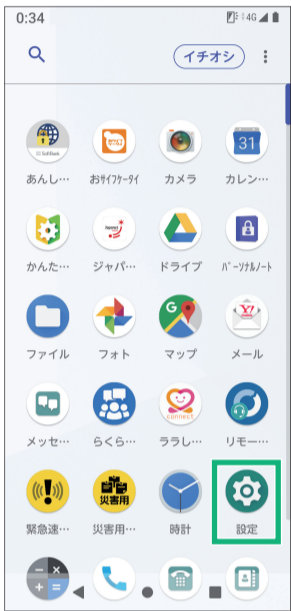 0:34 4G
イチオシ
SoftBank 31
あんし… おサイフケータイ カメラ カレン…
かんた… ジャパ… ドライブ パーソナルノート
G Y!
ファイル フォト マップ メール
connect
メッセ… らくら… ララし… リモー…
災害用
緊急速… 災害用… 時計 設定